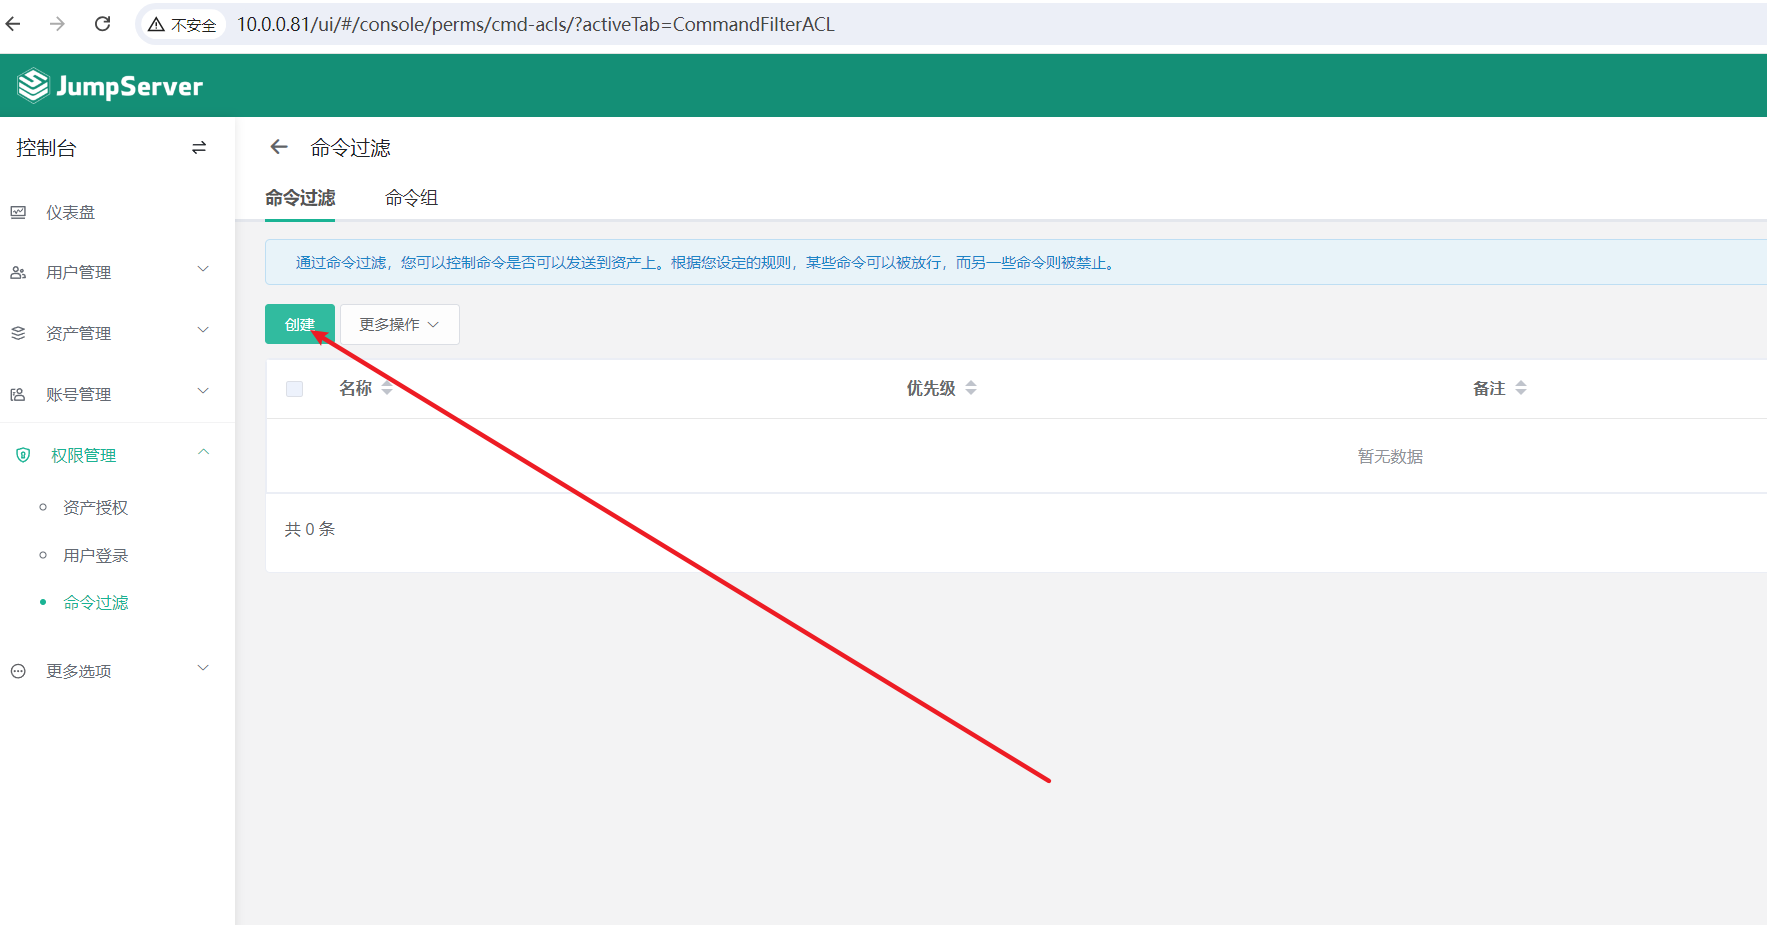 不安全 10.0.0.81/ui/#/console/perms/cmd-acls/?activeTab=CommandFilterACL
JumpServer
控制台
仪表盘
用户管理
资产管理
账号管理
权限管理
资产授权
用户登录
命令过滤
更多选项
命令过滤
命令过滤 命令组
通过命令过滤，您可以控制命令是否可以发送到资产上。根据您设定的规则，某些命令可以被放行，而另一些命令则被禁止。
创建 更多操作
名称 优先级 备注
暂无数据
共 0 条